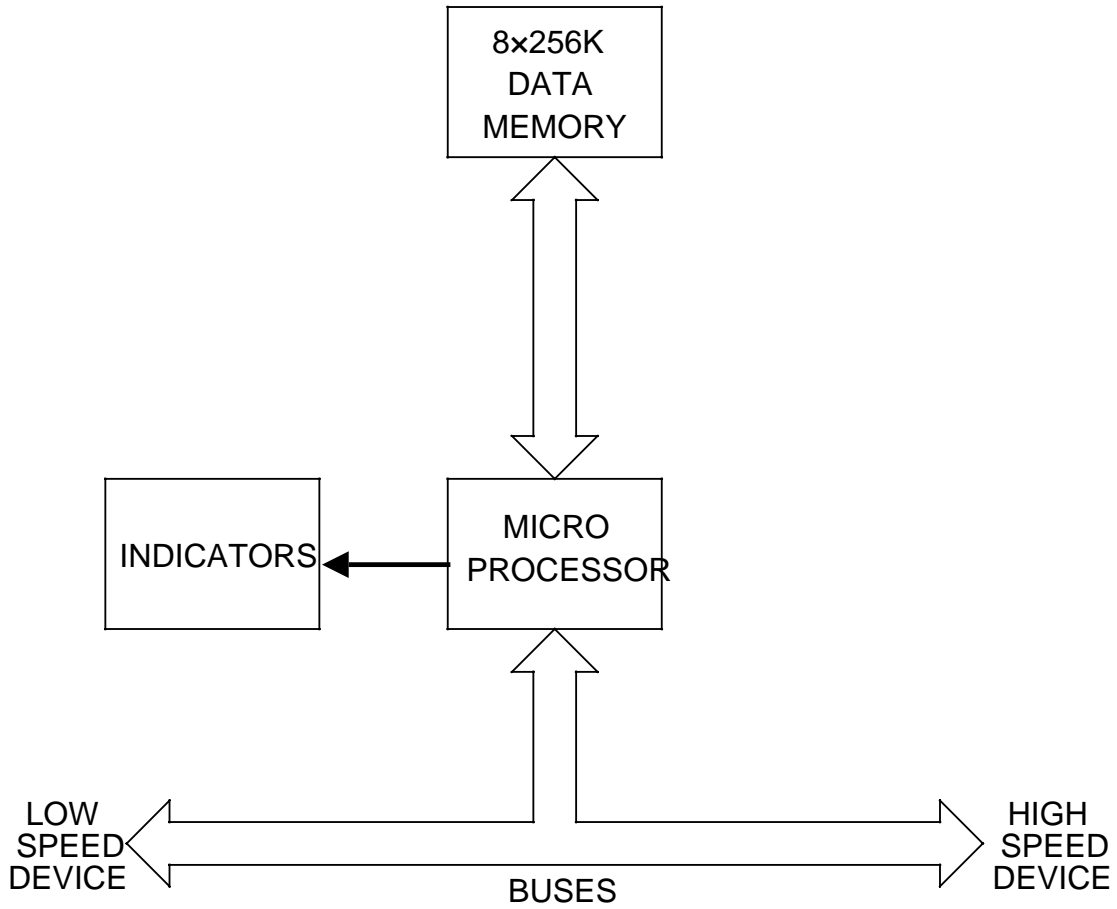 8×256K
DATA
MEMORY
INDICATORS
MICRO
PROCESSOR
LOW
SPEED
DEVICE
BUSES
HIGH
SPEED
DEVICE